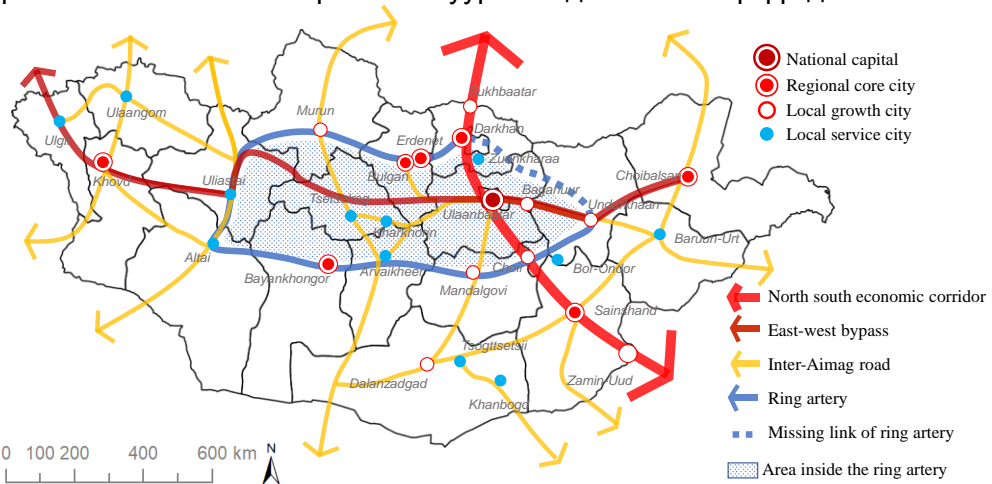 National capital
Regional core city
Local growth city
Local service city
Sukhbaatar
Murun
Darkhan
Ulaangom
Erdenet
Ulgii
Zuunkharaa
Khovd
Uliastai
Bulgan
Choibalsan
Baganuur
Tsetserleg
Underkhaan
Ulaanbaatar
Kharkhorin
Baruun-Urt
Altai
Arvaikheer
Choir
Bor-Ondor
Bayankhongor
Mandalgovi
Sainshand
Tsogttsetsii
Dalanzadgad
Zamin-Uud
Khanbogd
North south economic corridor
East-west bypass
Inter-Aimag road
Ring artery
Missing link of ring artery
Area inside the ring artery
0 100 200 400 600 km
N